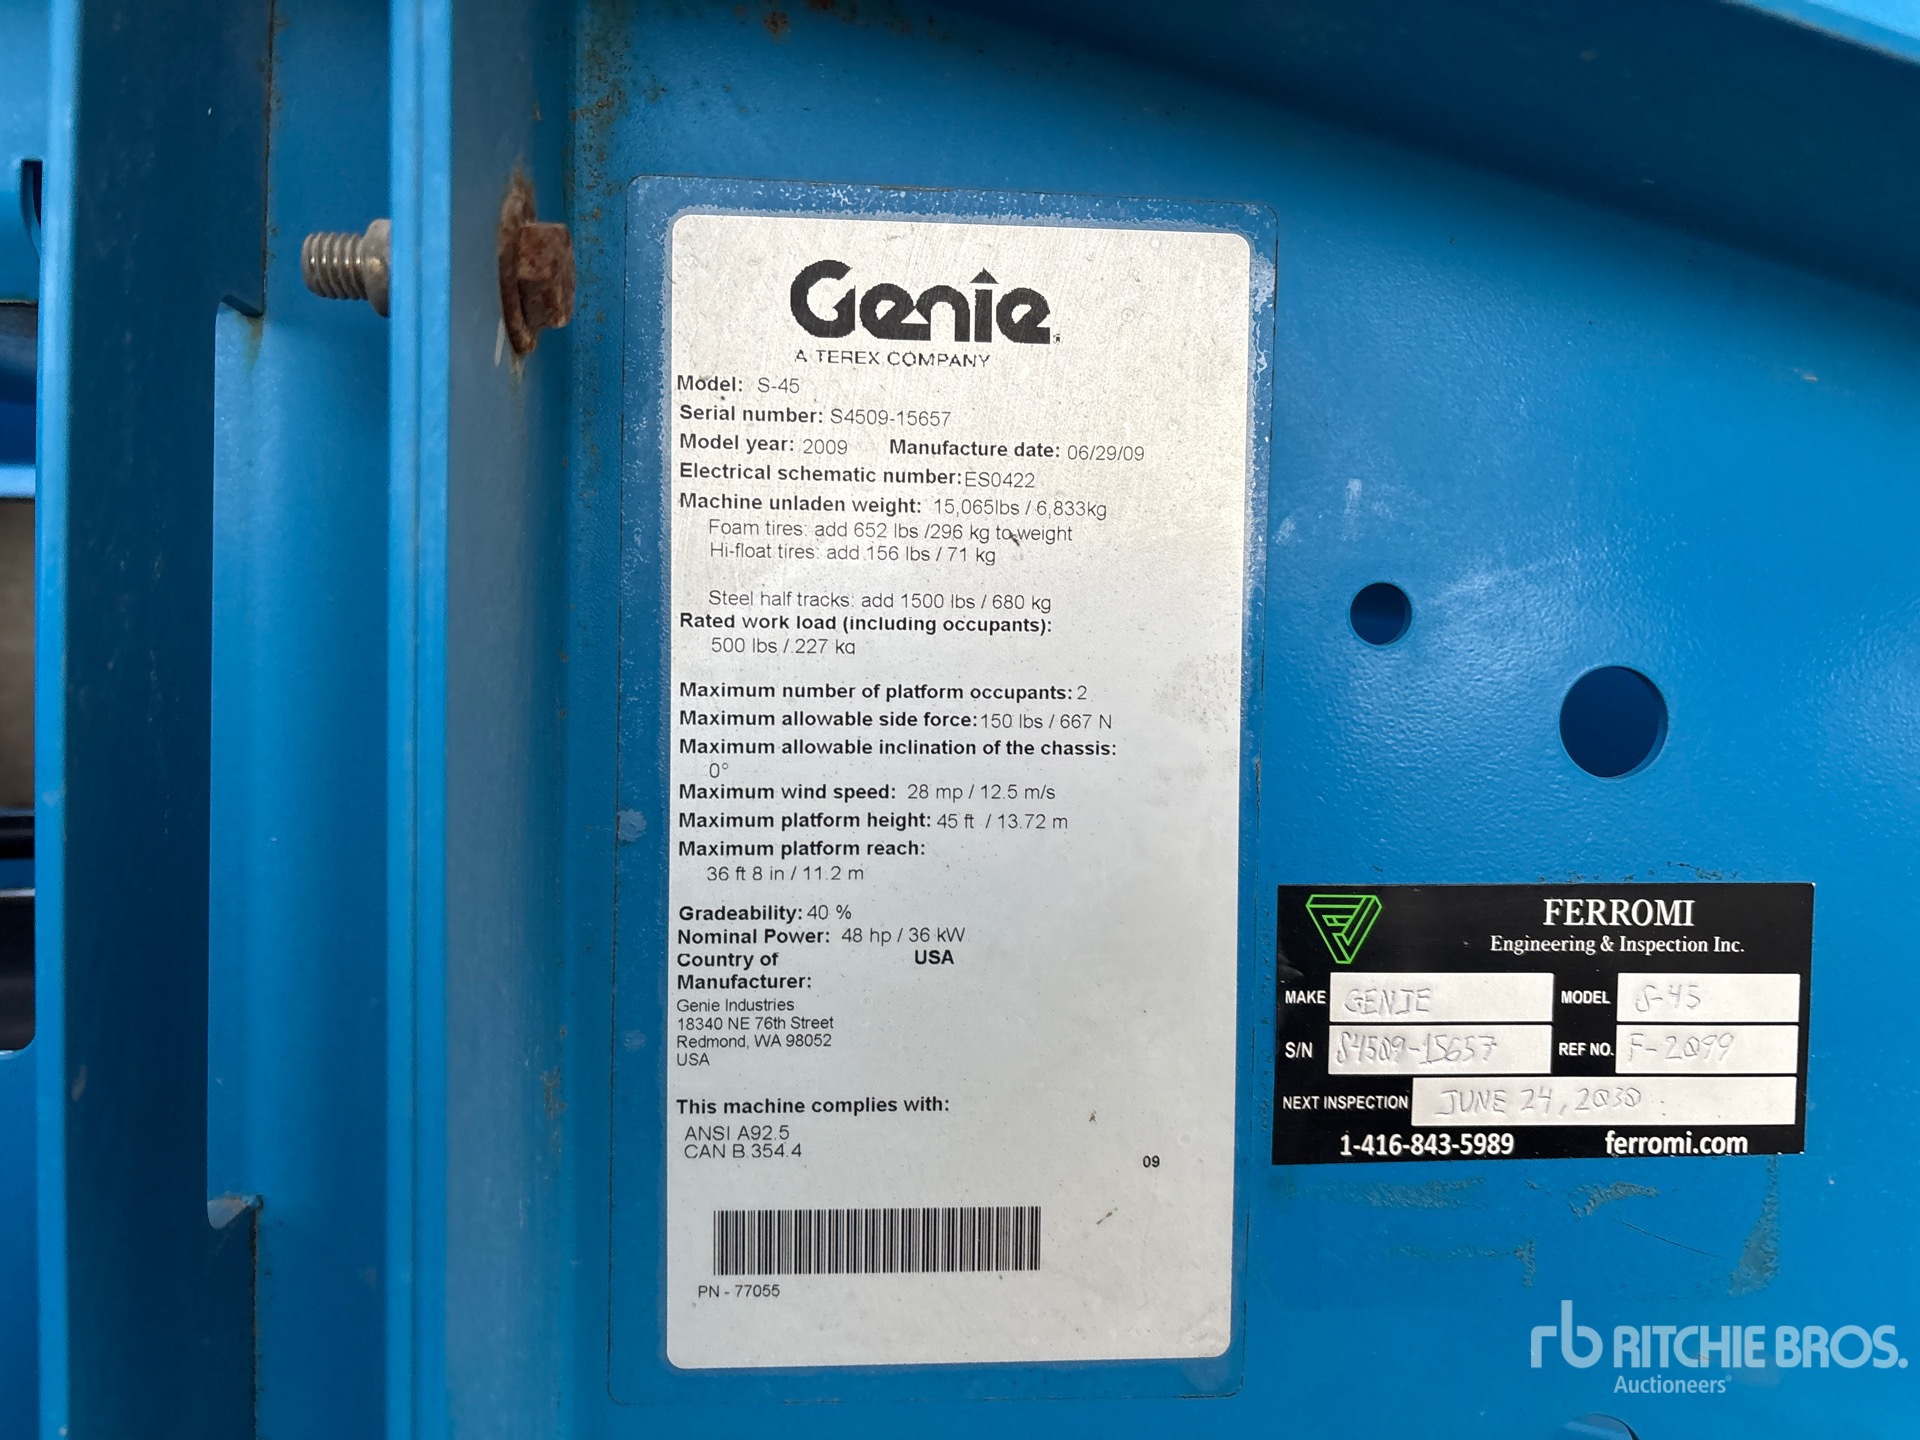 Genie
A TEREX COMPANY
Model: S-45
Serial number: S4509-15657
Model year: 2009 Manufacture date: 06/29/09
Electrical schematic number: ES0422
Machine unladen weight: 15,065lbs / 6,833kg
Foam tires: add 652 lbs /296 kg to weight
Hi-float tires: add 156 lbs / 71 kg
Steel half tracks: add 1500 lbs / 680 kg
Rated work load (including occupants):
500 lbs / 227 kg
Maximum number of platform occupants: 2
Maximum allowable side force: 150 lbs / 667 N
Maximum allowable inclination of the chassis:
0°
Maximum wind speed: 28 mp / 12.5 m/s
Maximum platform height: 45 ft / 13.72 m
Maximum platform reach:
36 ft 8 in / 11.2 m
Gradeability: 40 %
Nominal Power: 48 hp / 36 kW
Country of USA
Manufacturer:
Genie Industries
18340 NE 76th Street
Redmond, WA 98052
USA
This machine complies with:
ANSI A92.5
CAN B.354.4
09
PN - 77055
FERROMI
Engineering & Inspection Inc.
MAKE GENIE MODEL S-45
S/N S4509-15657 REF NO. F-2099
NEXT INSPECTION JUNE 24, 2030
1-416-843-5989 ferromi.com
rb RITCHIE BROS.
Auctioneers